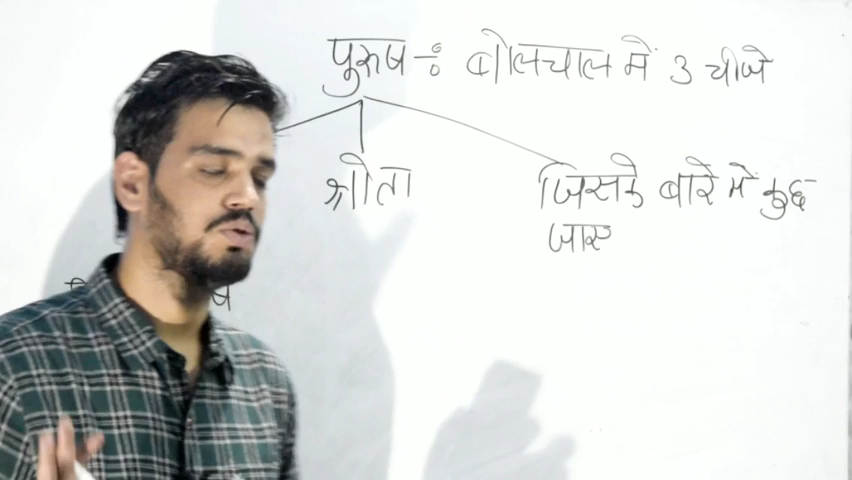 पुरुष -: बोलचाल में 3 चीजे
श्रोता
जिसके बारे में कुछ
जाए